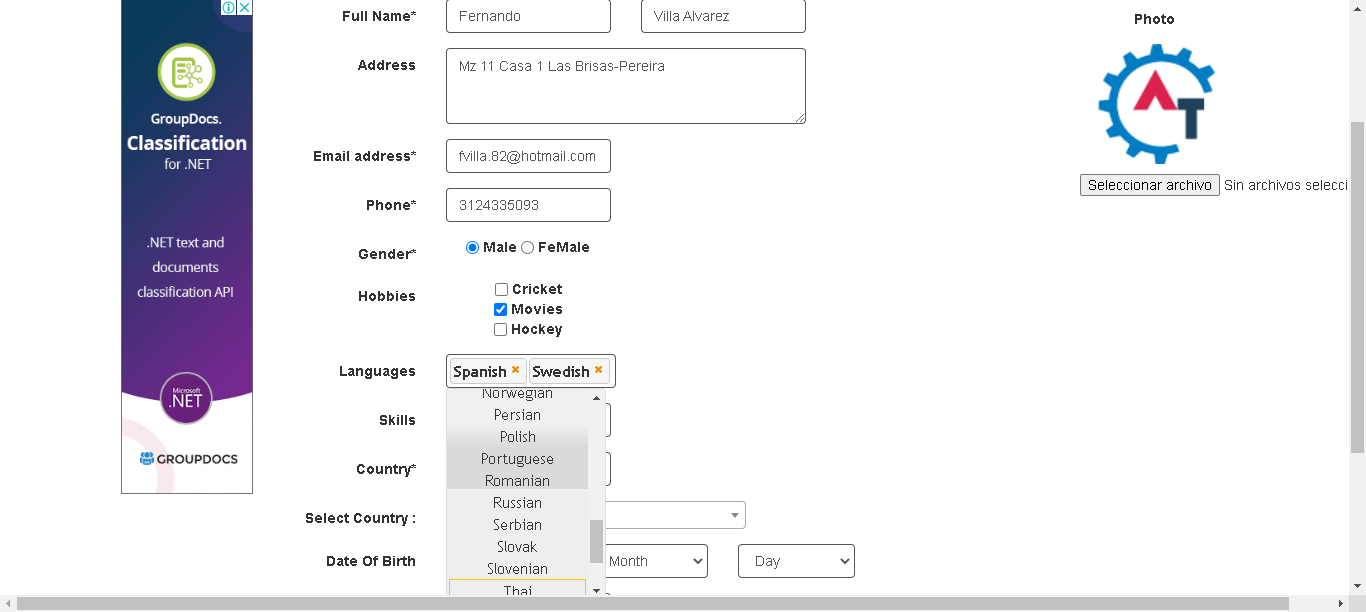 GroupDocs.
Classification
for .NET
.NET text and
documents
classification API
Microsoft
.NET
GROUPDOCS
Full Name*
Fernando
Villa Alvarez
Address
Mz 11 Casa 1 Las Brisas-Pereira
Email address*
fvilla.82@hotmail.com
Phone*
3124335093
Gender*
Male FeMale
Hobbies
Cricket
Movies
Hockey
Languages
Spanish Swedish
Norwegian
Persian
Polish
Portuguese
Romanian
Russian
Serbian
Slovak
Slovenian
Thai
Skills
Country*
Select Country :
Date Of Birth
Month
Day
Photo
AT
Seleccionar archivo Sin archivos selecci